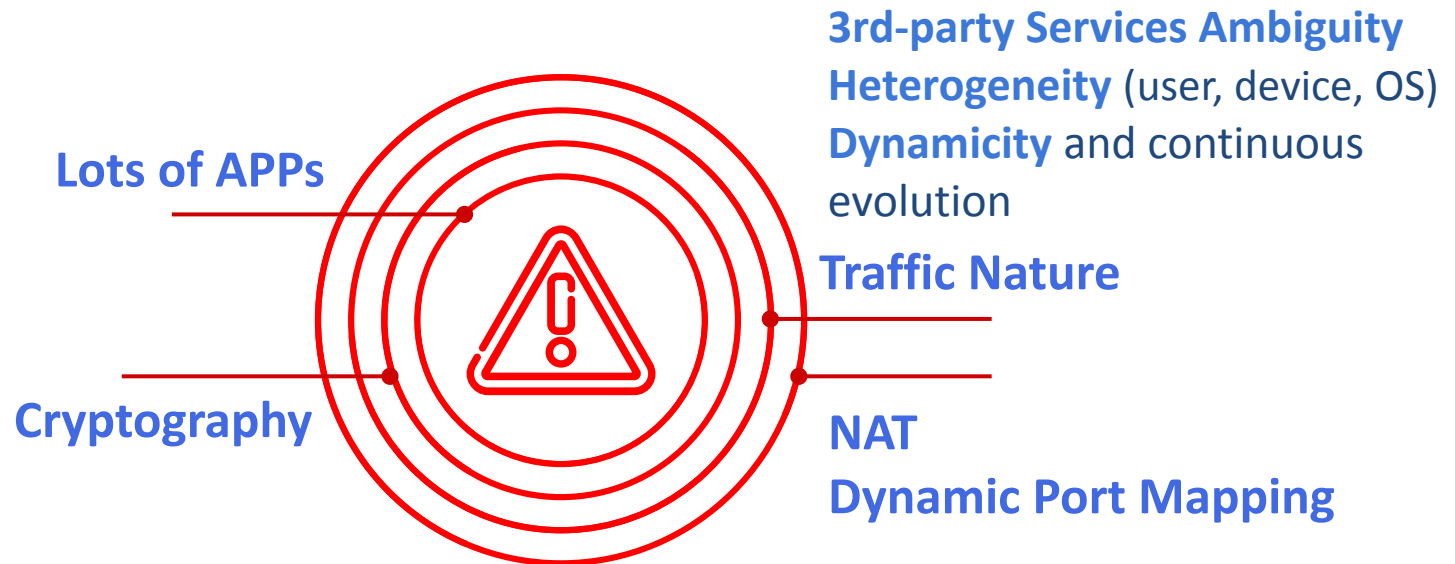 3rd-party Services Ambiguity
Heterogeneity (user, device, OS)
Dynamicity and continuous
evolution
Lots of APPs
Traffic Nature
Cryptography
NAT
Dynamic Port Mapping